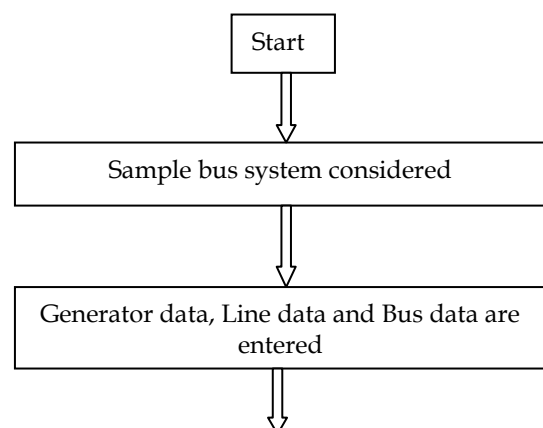 Start
Sample bus system considered
Generator data, Line data and Bus data are
entered